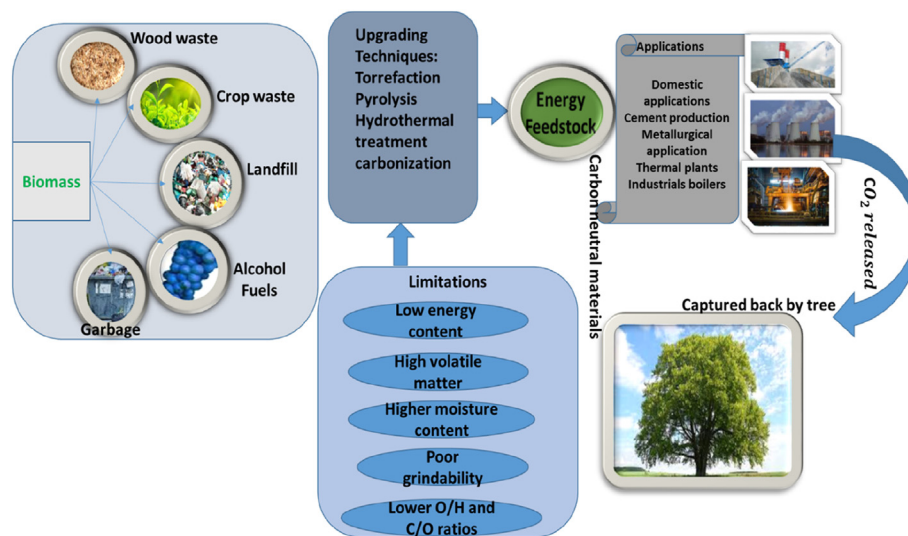 Wood waste
Crop waste
Biomass
Landfill
Alcohol
Fuels
Garbage
Upgrading
Techniques:
Torrefaction
Pyrolysis
Hydrothermal
treatment
carbonization
Limitations
Low energy
content
High volatile
matter
Higher moisture
content
Poor
grindability
Lower O/H and
C/O ratios
Energy
Feedstock
Carbon neutral materials
Applications
Domestic
applications
Cement production
Metallurgical
application
Thermal plants
Industrials boilers
CO₂ released
Captured back by tree